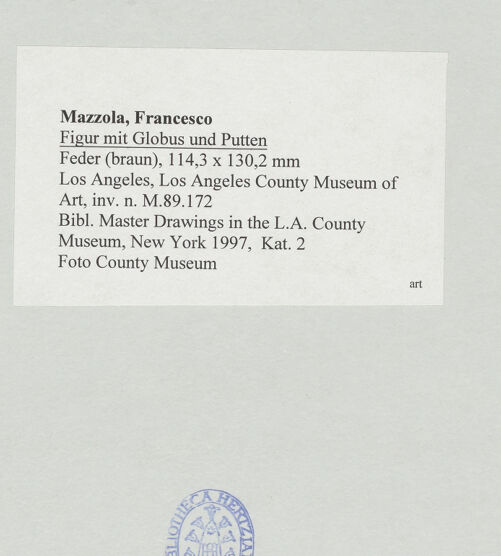 Mazzola, Francesco
Figur mit Globus und Putten
Feder (braun), 114,3 x 130,2 mm
Los Angeles, Los Angeles County Museum of
Art, inv. n. M.89.172
Bibl. Master Drawings in the L.A. County
Museum, New York 1997, Kat. 2
Foto County Museum
art
BIBLIOTHECA HERTZIAN